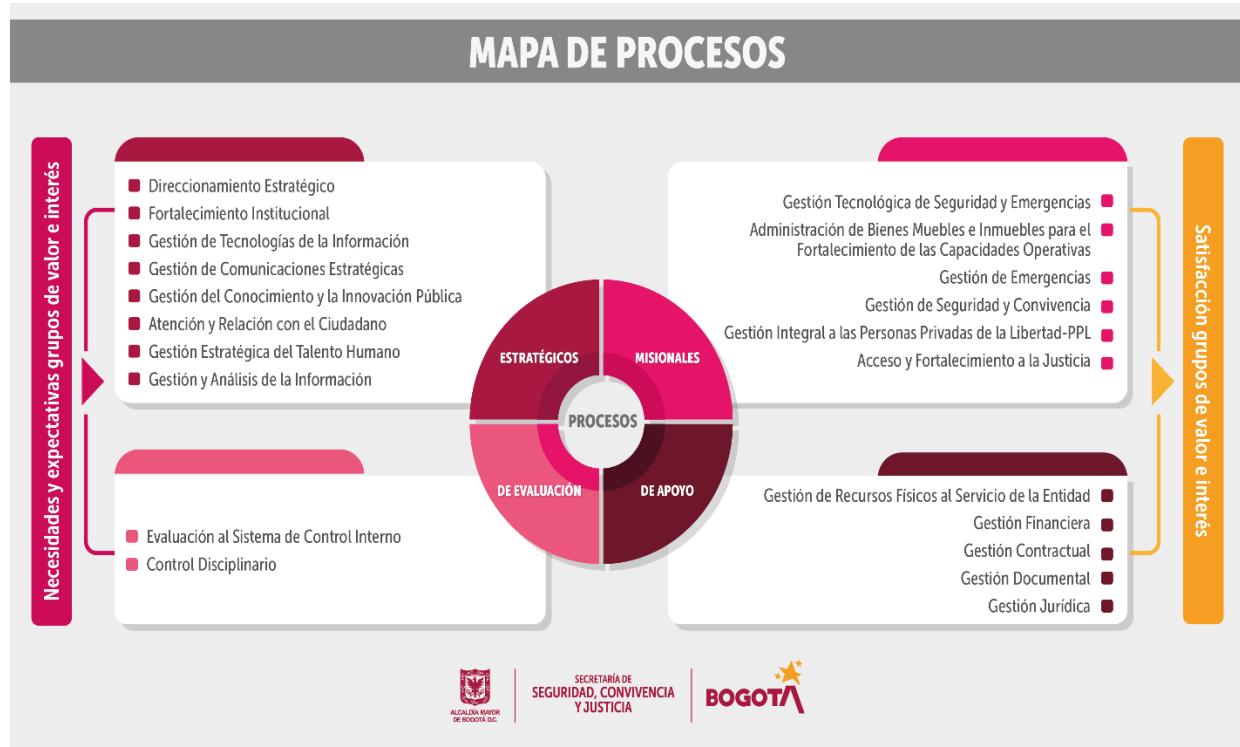 MAPA DE PROCESOS
Necesidades y expectativas grupos de valor e interés
Direccionamiento Estratégico
Fortalecimiento Institucional
Gestión de Tecnologías de la Información
Gestión de Comunicaciones Estratégicas
Gestión del Conocimiento y la Innovación Pública
Atención y Relación con el Ciudadano
Gestión Estratégica del Talento Humano
Gestión y Análisis de la Información
Evaluación al Sistema de Control Interno
Control Disciplinario
ESTRATÉGICOS
MISIONALES
PROCESOS
DE EVALUACIÓN
DE APOYO
Gestión Tecnológica de Seguridad y Emergencias
Administración de Bienes Muebles e Inmuebles para el
Fortalecimiento de las Capacidades Operativas
Gestión de Emergencias
Gestión de Seguridad y Convivencia
Gestión Integral a las Personas Privadas de la Libertad-PPL
Acceso y Fortalecimiento a la Justicia
Gestión de Recursos Físicos al Servicio de la Entidad
Gestión Financiera
Gestión Contractual
Gestión Documental
Gestión Jurídica
Satisfacción grupos de valor e interés
ALCALDÍA MAYOR
DE BOGOTÁ D.C.
SECRETARÍA DE
SEGURIDAD, CONVIVENCIA
Y JUSTICIA
BOGOTÁ